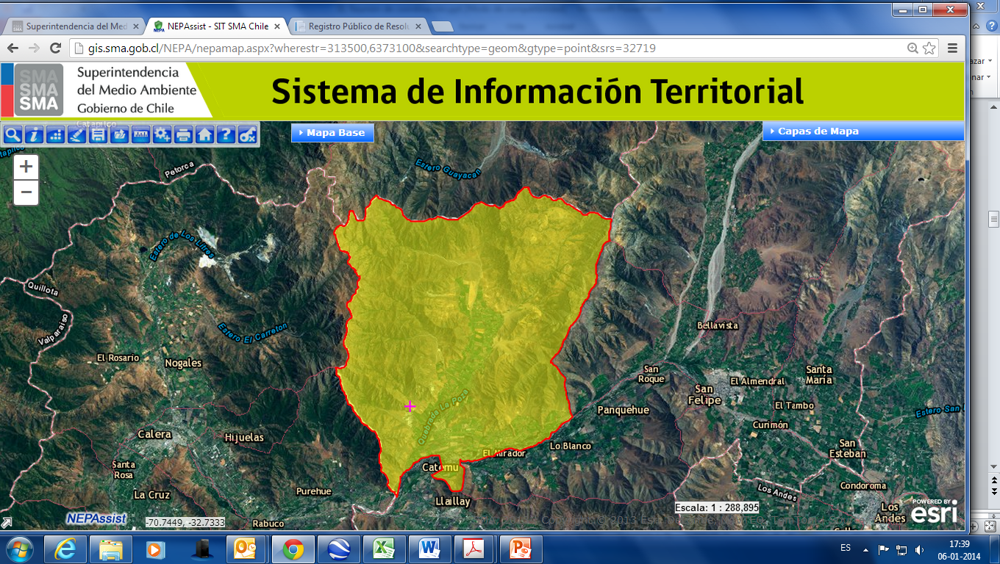 Superintendencia del Med
NEPAssist - SIT SMA Chile
Registro Público de Resolu
gis.sma.gob.cl/NEPA/nepamap.aspx?wherestr=313500,6373100&searchtype=geom&gtype=point&srs=32719
SMA
SMA
SMA
Superintendencia
del Medio Ambiente
Gobierno de Chile
Sistema de Información Territorial
Catapilco
Mapa Base
Capas de Mapa
Petorca
Estero Guayacan
Estero de Los Litres
Quillota
Valparaiso
Estero El Carreton
El Rosario
Nogales
Bellavista
San
Roque
San
Felipe
El Almendral
Santa
María
El Tambo
Panquehue
Curimón
Estero San
Quebrada La Poza
Calera
Hijuelas
El Mirador
Lo Blanco
San
Esteban
Santa
Rosa
Catemu
La Cruz
Purehue
Llaillay
Los Andes
Condoroma
Los
Andes
Rabuco
Escala: 1 : 288,895
POWERED BY
esri
NEPAssist
-70.7449, -32.7333
ES
17:39
06-01-2014